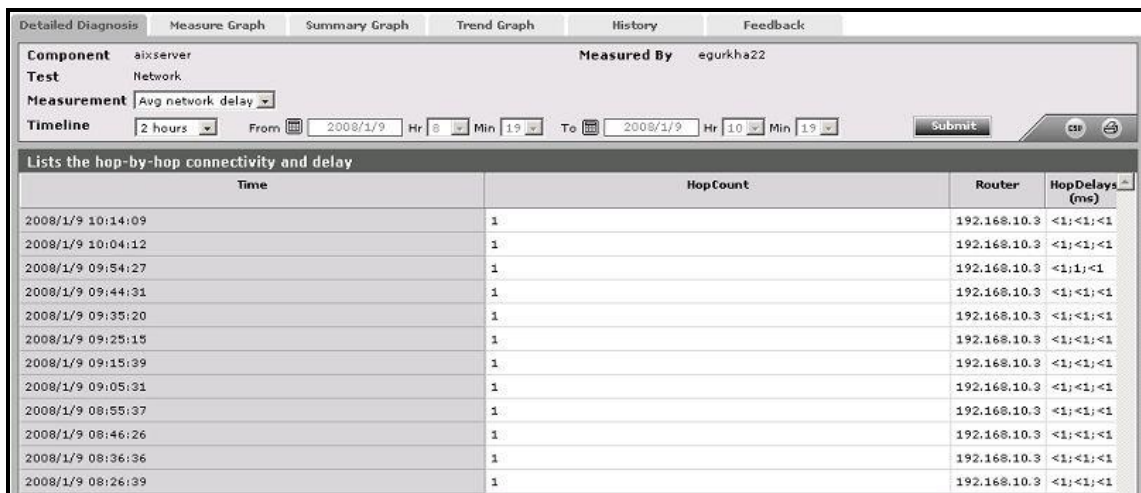 Detailed Diagnosis Measure Graph Summary Graph Trend Graph History Feedback
Component aixserver Measured By egurkha22
Test Network
Measurement Avg network delay
Timeline 2 hours From 2008/1/9 Hr 8 Min 19 To 2008/1/9 Hr 10 Min 19 Submit CSV
Lists the hop-by-hop connectivity and delay
Time HopCount Router HopDelays (ms)
2008/1/9 10:14:09 1 192.168.10.3 <1;<1;<1
2008/1/9 10:04:12 1 192.168.10.3 <1;<1;<1
2008/1/9 09:54:27 1 192.168.10.3 <1;1;<1
2008/1/9 09:44:31 1 192.168.10.3 <1;<1;<1
2008/1/9 09:35:20 1 192.168.10.3 <1;<1;<1
2008/1/9 09:25:15 1 192.168.10.3 <1;<1;<1
2008/1/9 09:15:39 1 192.168.10.3 <1;<1;<1
2008/1/9 09:05:31 1 192.168.10.3 <1;<1;<1
2008/1/9 08:55:37 1 192.168.10.3 <1;<1;<1
2008/1/9 08:46:26 1 192.168.10.3 <1;<1;<1
2008/1/9 08:36:36 1 192.168.10.3 <1;<1;<1
2008/1/9 08:26:39 1 192.168.10.3 <1;<1;<1